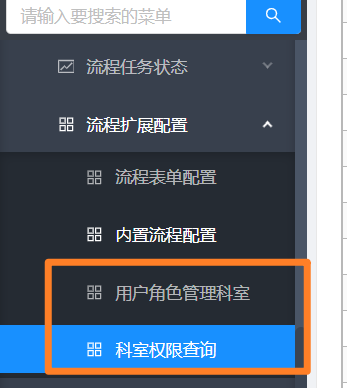 请输入要搜索的菜单
流程任务状态
流程扩展配置
流程表单配置
内置流程配置
用户角色管理科室
科室权限查询